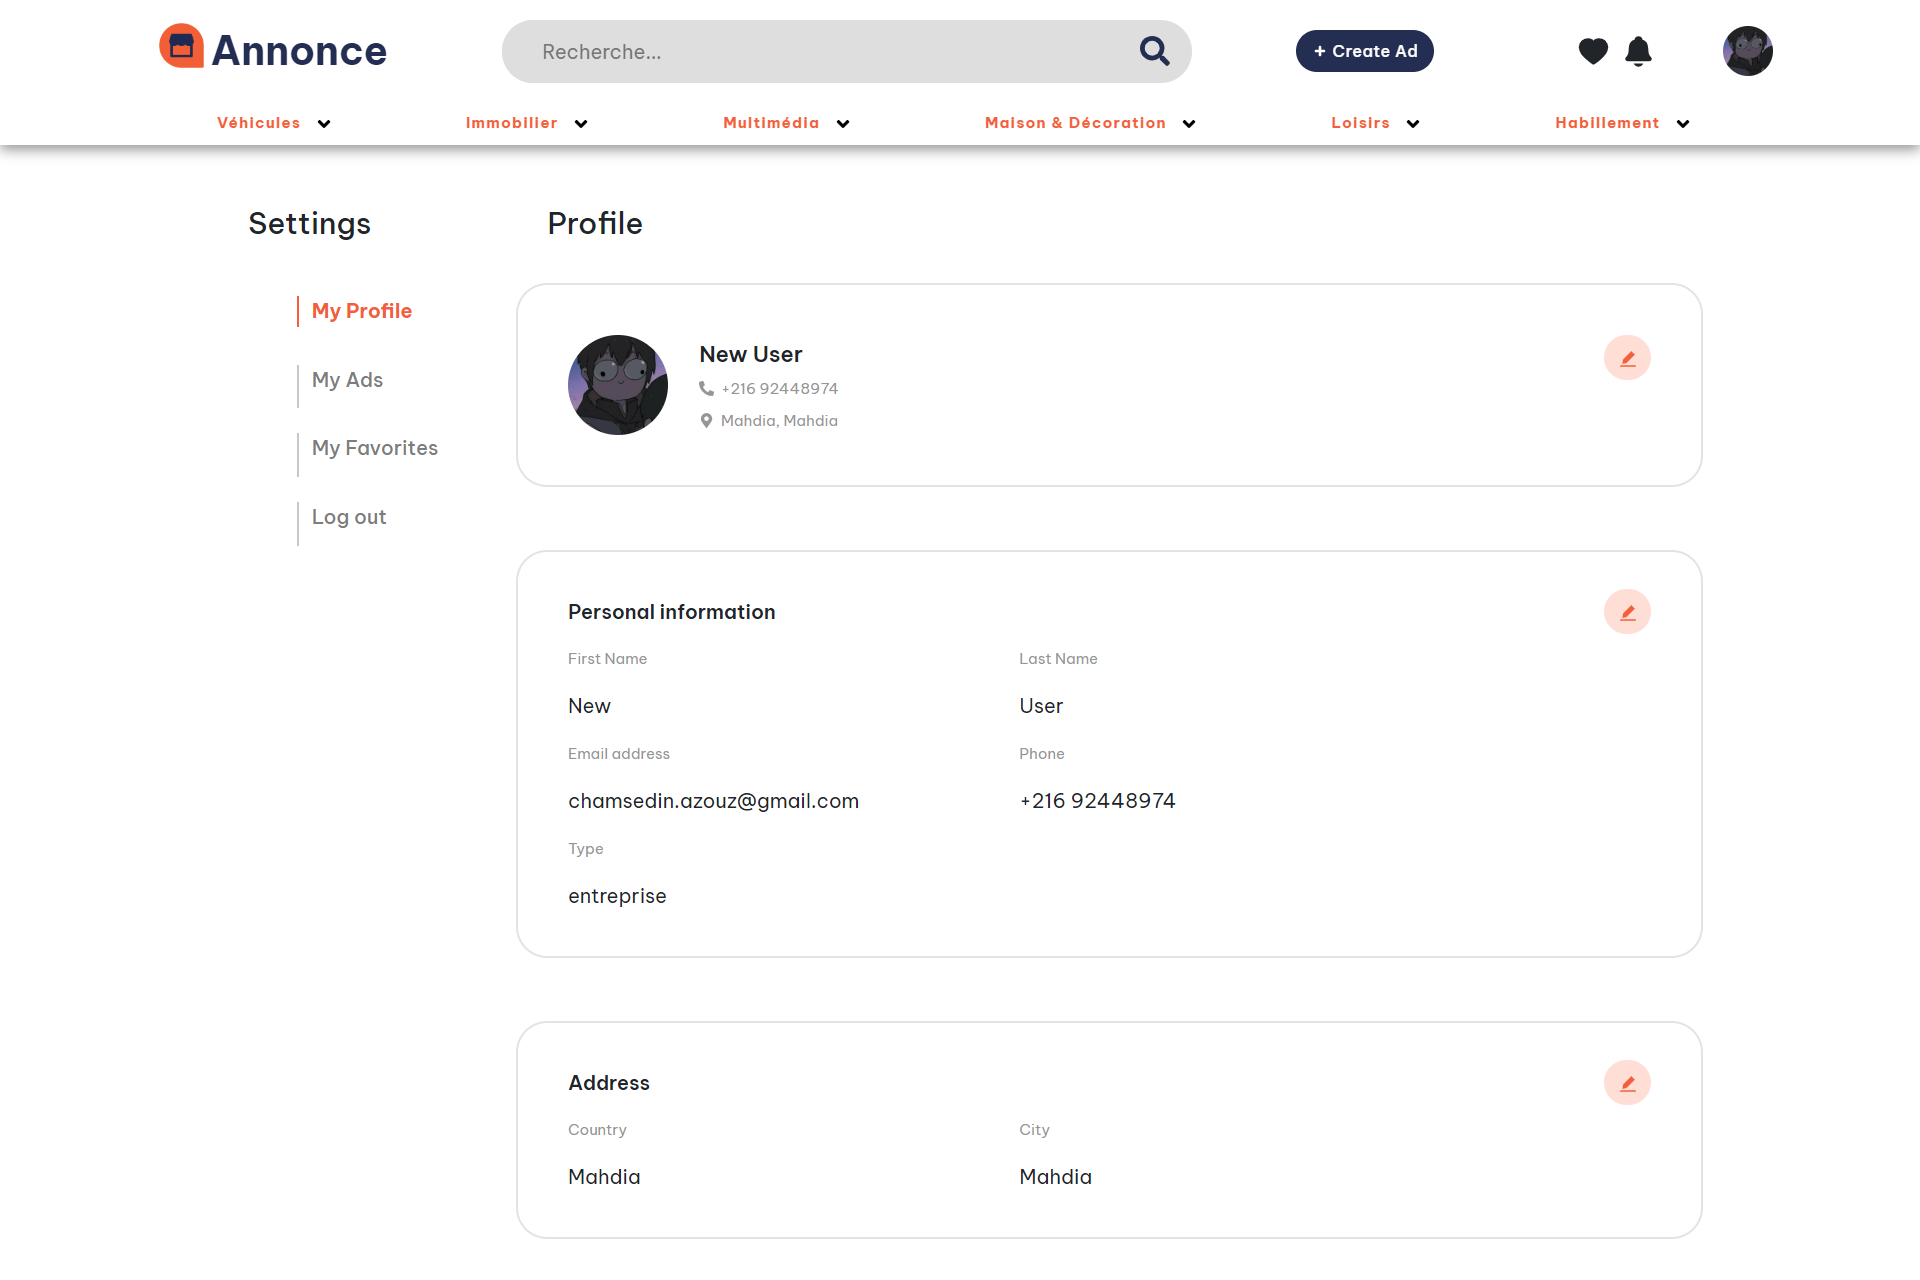 Annonce
Recherche...
+ Create Ad
Véhicules
Immobilier
Multimédia
Maison & Décoration
Loisirs
Habillement
Settings
Profile
My Profile
My Ads
My Favorites
Log out
New User
+216 92448974
Mahdia, Mahdia
Personal information
First Name
Last Name
New
User
Email address
Phone
chamsedin.azouz@gmail.com
+216 92448974
Type
entreprise
Address
Country
City
Mahdia
Mahdia